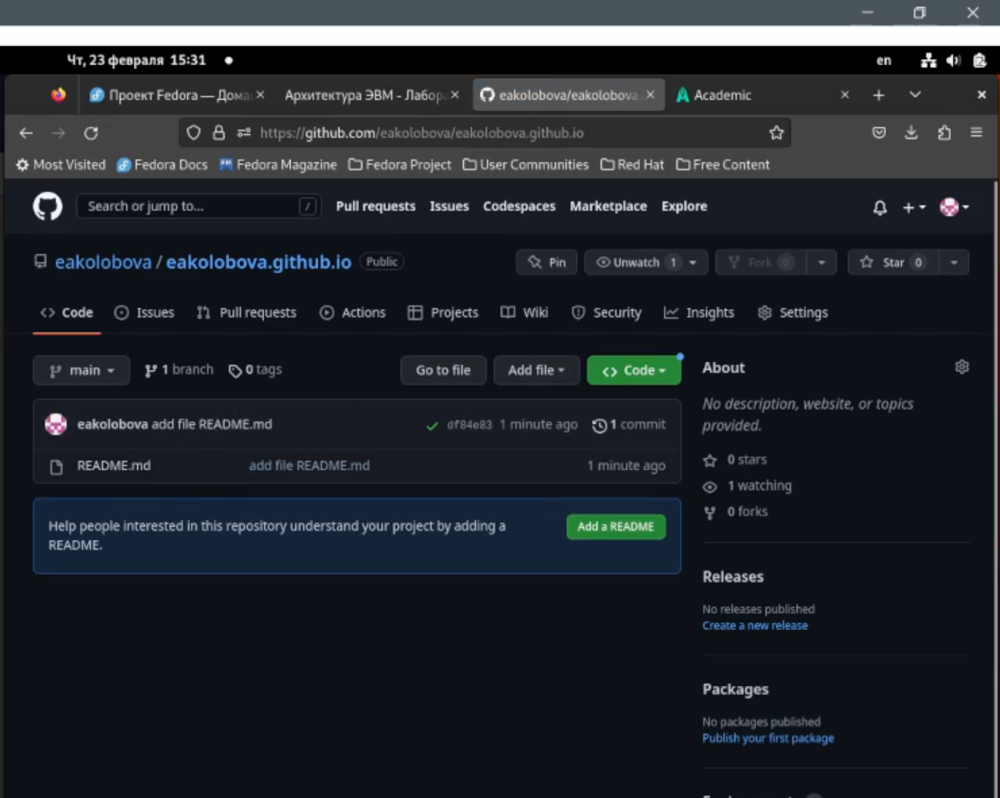 Чт, 23 февраля 15:31
en
Проект Fedora — Дома
Архитектура ЭВМ - Лабор
eakolobova/eakolobova.
Academic
https://github.com/eakolobova/eakolobova.github.io
Most Visited
Fedora Docs
Fedora Magazine
Fedora Project
User Communities
Red Hat
Free Content
Search or jump to...
/
Pull requests
Issues
Codespaces
Marketplace
Explore
eakolobova / eakolobova.github.io
Public
Pin
Unwatch 1
Fork 0
Star 0
Code
Issues
Pull requests
Actions
Projects
Wiki
Security
Insights
Settings
main
1 branch
0 tags
Go to file
Add file
Code
eakolobova add file README.md
df84e83 1 minute ago
1 commit
README.md
add file README.md
1 minute ago
Help people interested in this repository understand your project by adding a
README.
Add a README
About
No description, website, or topics
provided.
0 stars
1 watching
0 forks
Releases
No releases published
Create a new release
Packages
No packages published
Publish your first package